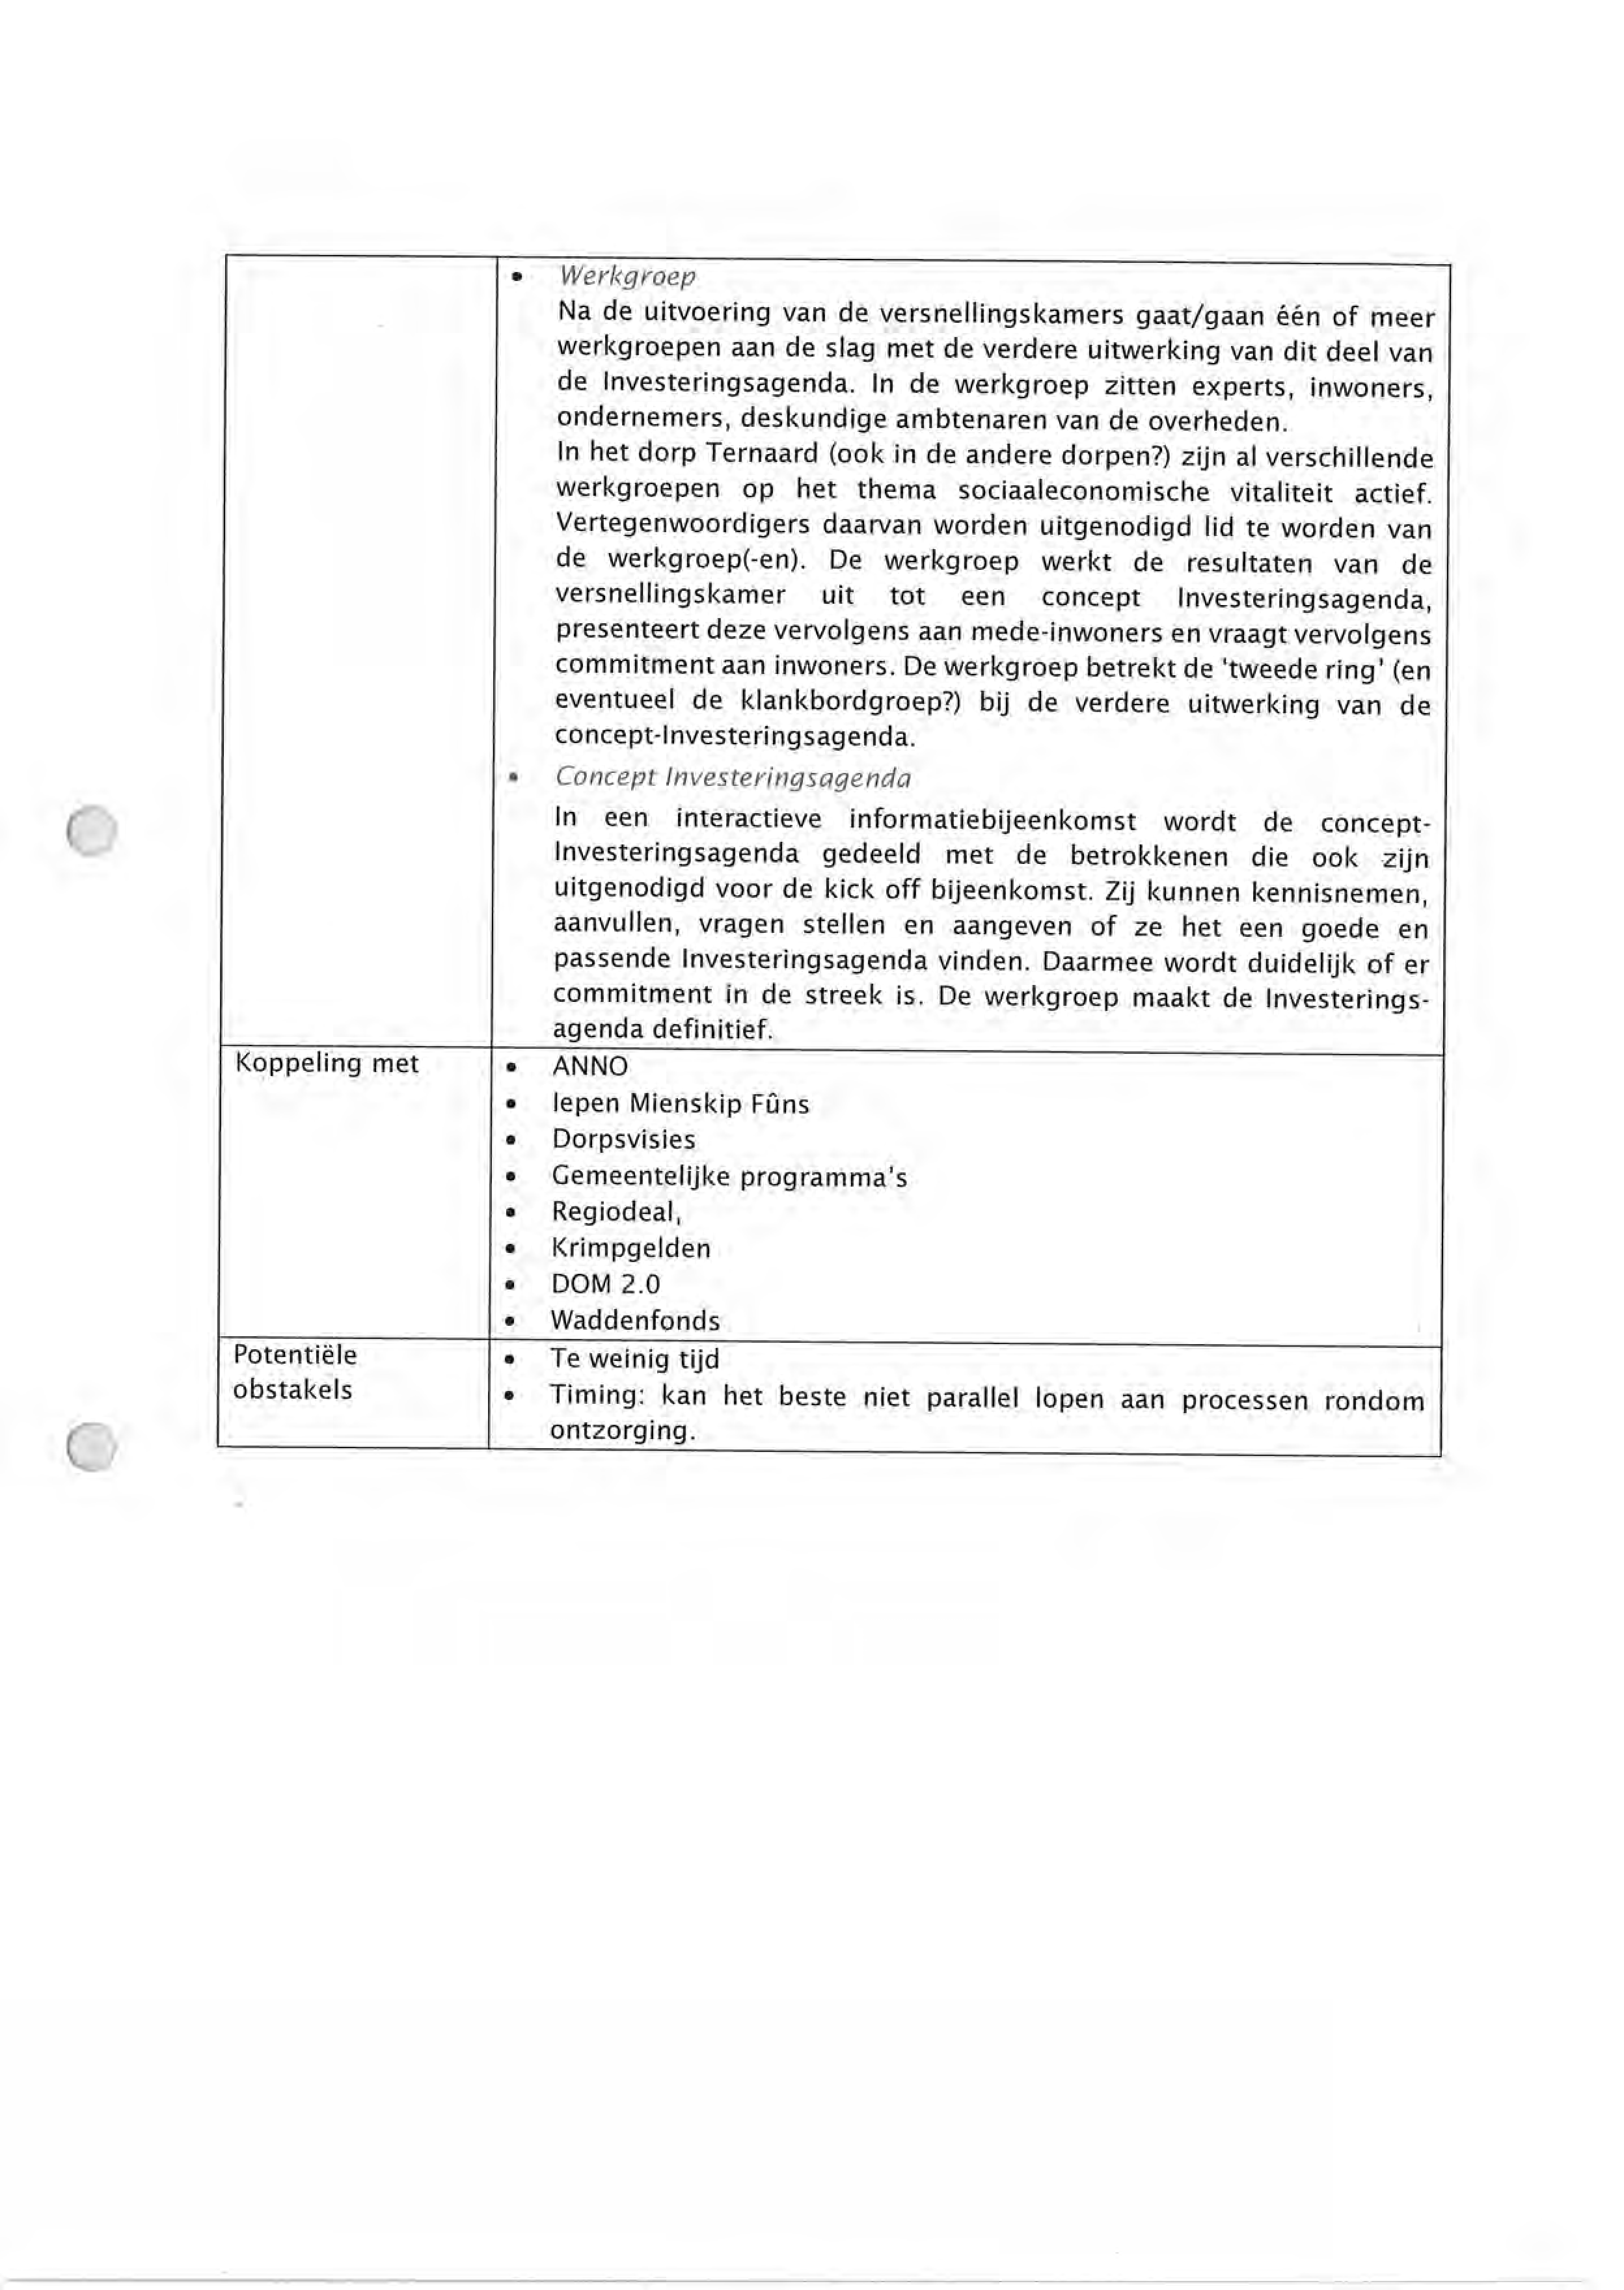 • Werkgroep
Na de uitvoering van de versnellingskamers gaat/gaan één of meer
werkgroepen aan de slag met de verdere uitwerking van dit deel van
de Investeringsagenda. In de werkgroep zitten experts, inwoners,
ondernemers, deskundige ambtenaren van de overheden.
In het dorp Ternaard (ook in de andere dorpen?) zijn al verschillende
werkgroepen op het thema sociaaleconomische vitaliteit actief.
Vertegenwoordigers daarvan worden uitgenodigd lid te worden van
de werkgroep(-en). De werkgroep werkt de resultaten van de
versnellingskamer uit tot een concept Investeringsagenda,
presenteert deze vervolgens aan mede-inwoners en vraagt vervolgens
commitment aan inwoners. De werkgroep betrekt de 'tweede ring' (en
eventueel de klankbordgroep?) bij de verdere uitwerking van de
concept-Investeringsagenda.
• Concept Investeringsagenda
In een interactieve informatiebijeenkomst wordt de concept-
Investeringsagenda gedeeld met de betrokkenen die ook zijn
uitgenodigd voor de kick off bijeenkomst. Zij kunnen kennisnemen,
aanvullen, vragen stellen en aangeven of ze het een goede en
passende Investeringsagenda vinden. Daarmee wordt duidelijk of er
commitment in de streek is. De werkgroep maakt de Investerings-
agenda definitief.
Koppeling met
• ANNO
• Iepen Mienskip Fûns
• Dorpsvisies
• Gemeentelijke programma's
• Regiodeal,
• Krimpgelden
• DOM 2.0
• Waddenfonds
Potentiële
obstakels
• Te weinig tijd
• Timing: kan het beste niet parallel lopen aan processen rondom
ontzorging.